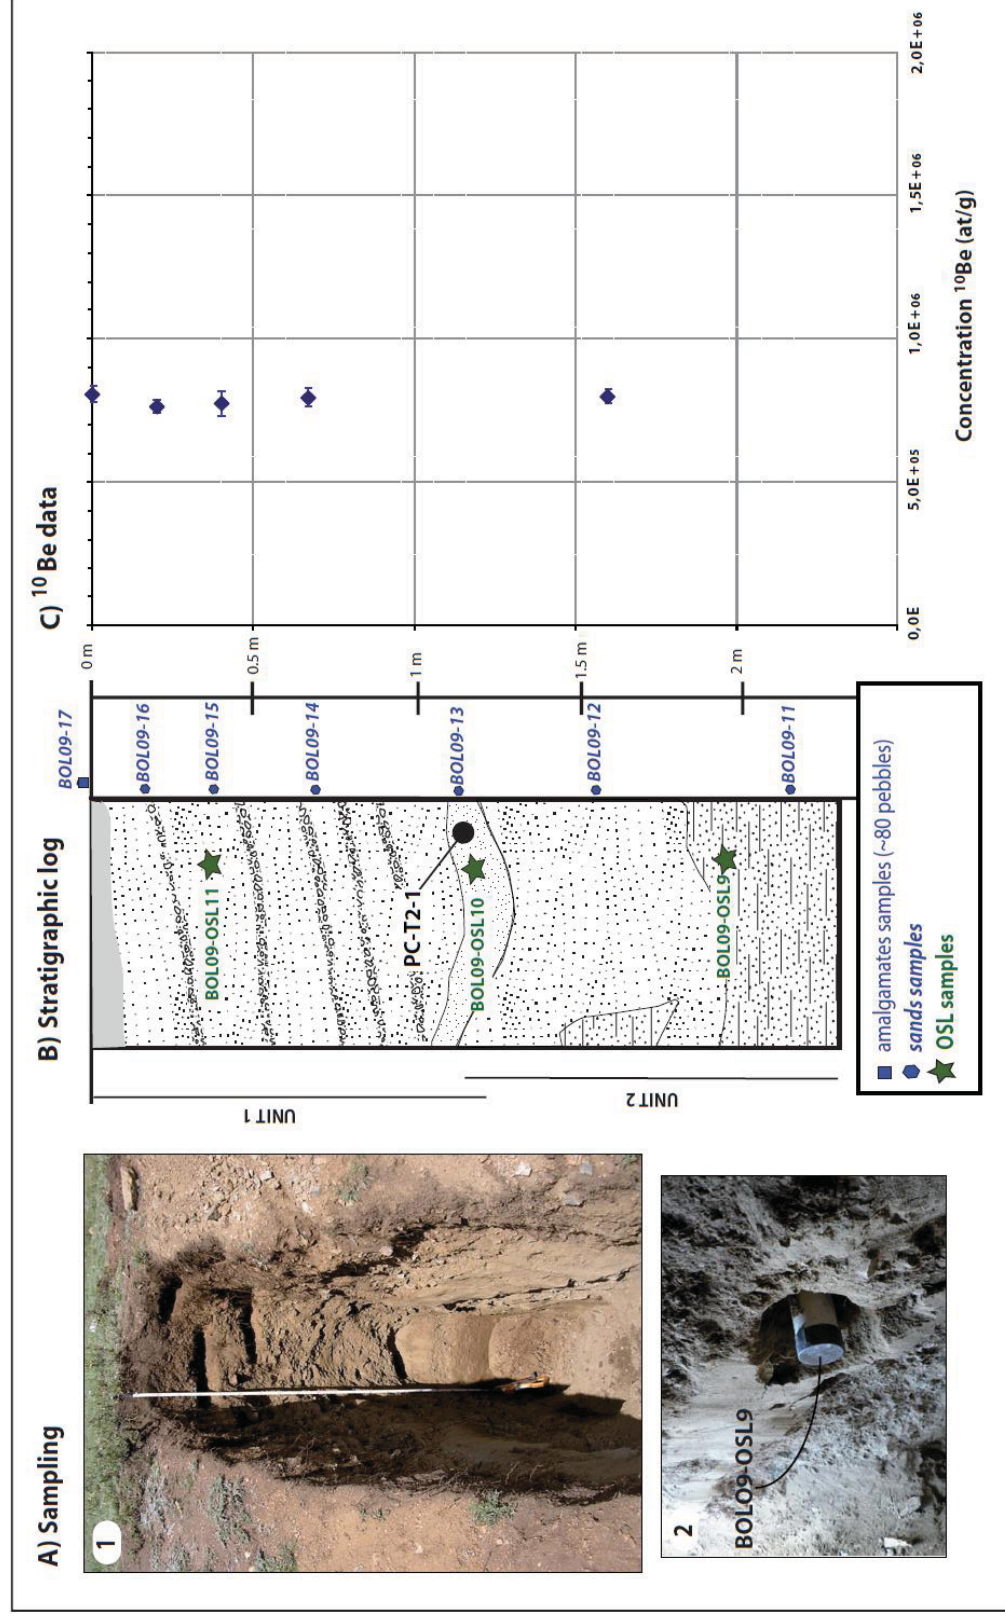 A) Sampling
1
2
BOLO9-OSL9
B) Stratigraphic log
UNIT 1
UNIT 2
BOL09-OSL11
PC-T2-1
BOL09-OSL10
BOL09-OSL9
BOL09-17
BOL09-16
BOL09-15
BOL09-14
BOL09-13
BOL09-12
BOL09-11
0 m
0.5 m
1 m
1.5 m
2 m
amalgamates samples (~80 pebbles)
sands samples
OSL samples
C) ¹⁰ Be data
0,0E
5,0E+05
1,0E+06
1,5E+06
2,0E+06
Concentration ¹⁰Be (at/g)